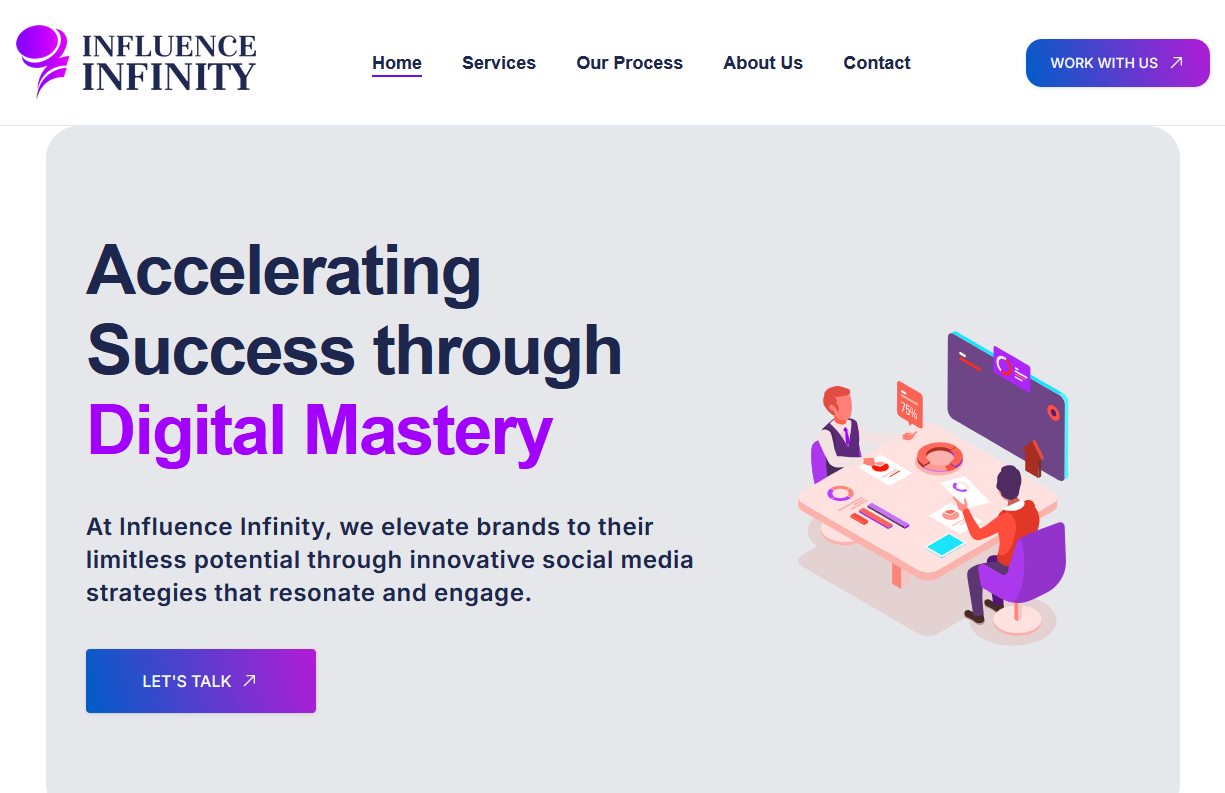 INFLUENCE
INFINITY
Home
Services
Our Process
About Us
Contact
WORK WITH US
Accelerating
Success through
Digital Mastery
At Influence Infinity, we elevate brands to their
limitless potential through innovative social media
strategies that resonate and engage.
75%
LET'S TALK